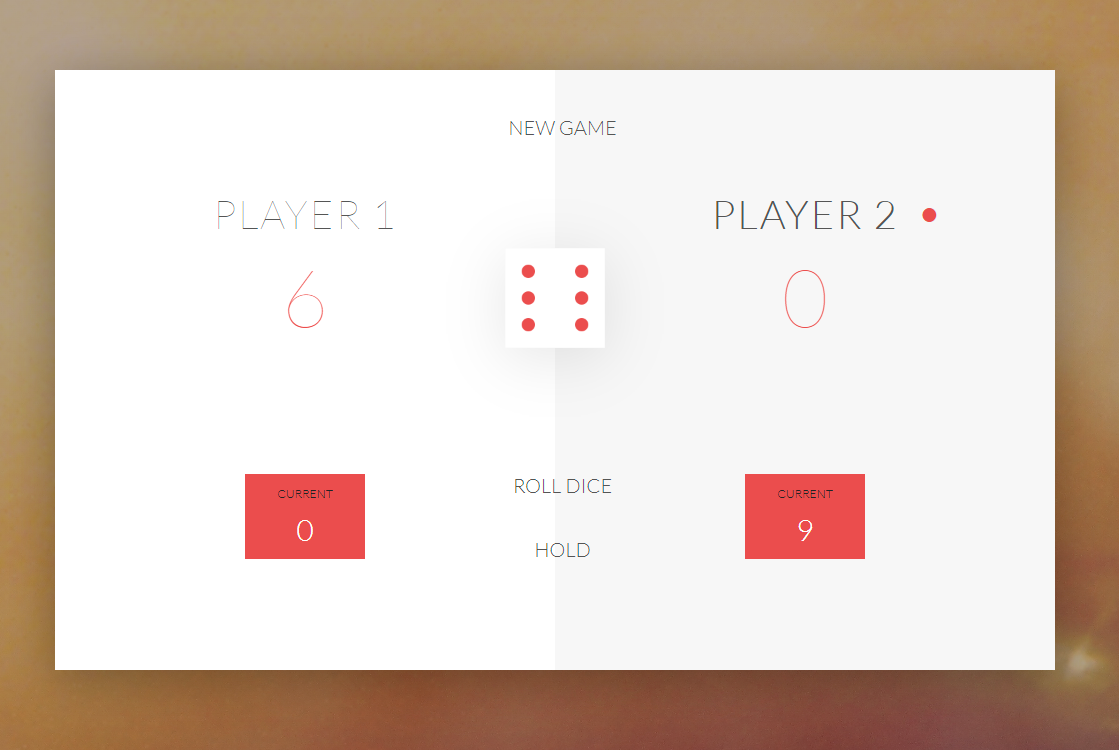 NEW GAME
PLAYER 1
6
PLAYER 2
0
CURRENT
0
ROLL DICE
HOLD
CURRENT
9